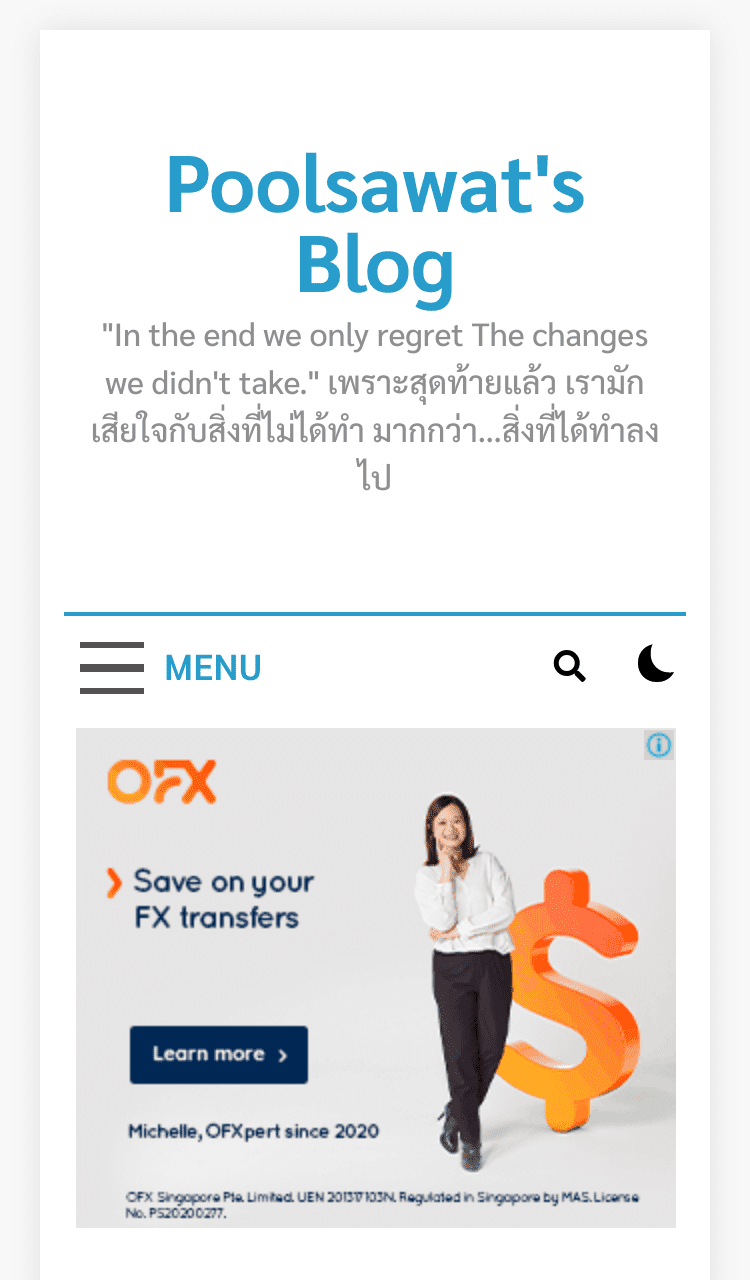 Poolsawat's
Blog
"In the end we only regret The changes
we didn't take." เพราะสุดท้ายแล้ว เรามัก
เสียใจกับสิ่งที่ไม่ได้ทำ มากกว่า...สิ่งที่ได้ทำลง
ไป
MENU
OFX
Save on your
FX transfers
Learn more
Michelle, OFXpert since 2020
OFX Singapore Pte. Limited. UEN 201317103N. Regulated in Singapore by MAS. License
No. PS20200277.